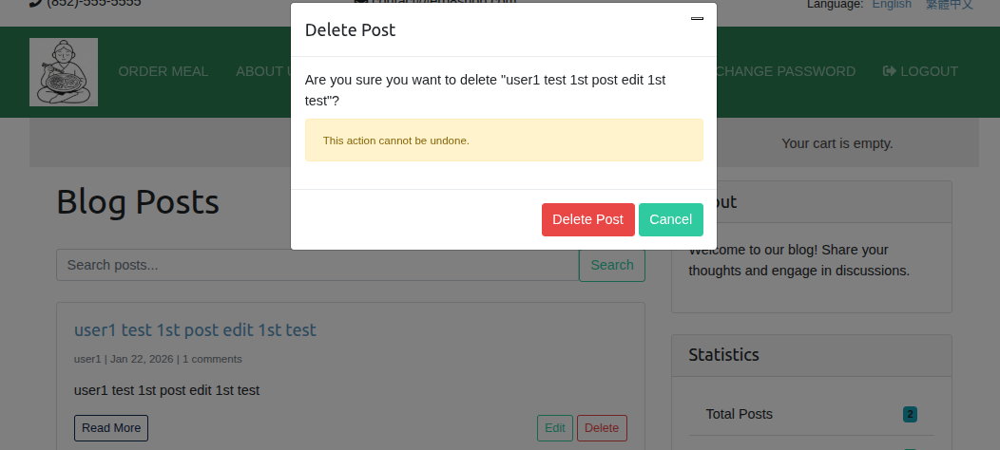 (852)-555-5555
Language: English 繁體中文
Delete Post
ORDER MEAL ABOUT U CHANGE PASSWORD LOGOUT
Are you sure you want to delete "user1 test 1st post edit 1st
test"?
This action cannot be undone.
Your cart is empty.
Delete Post Cancel
Blog Posts
Search posts... Search
out
Welcome to our blog! Share your
thoughts and engage in discussions.
user1 test 1st post edit 1st test
user1 | Jan 22, 2026 | 1 comments
user1 test 1st post edit 1st test
Read More Edit Delete
Statistics
Total Posts 2